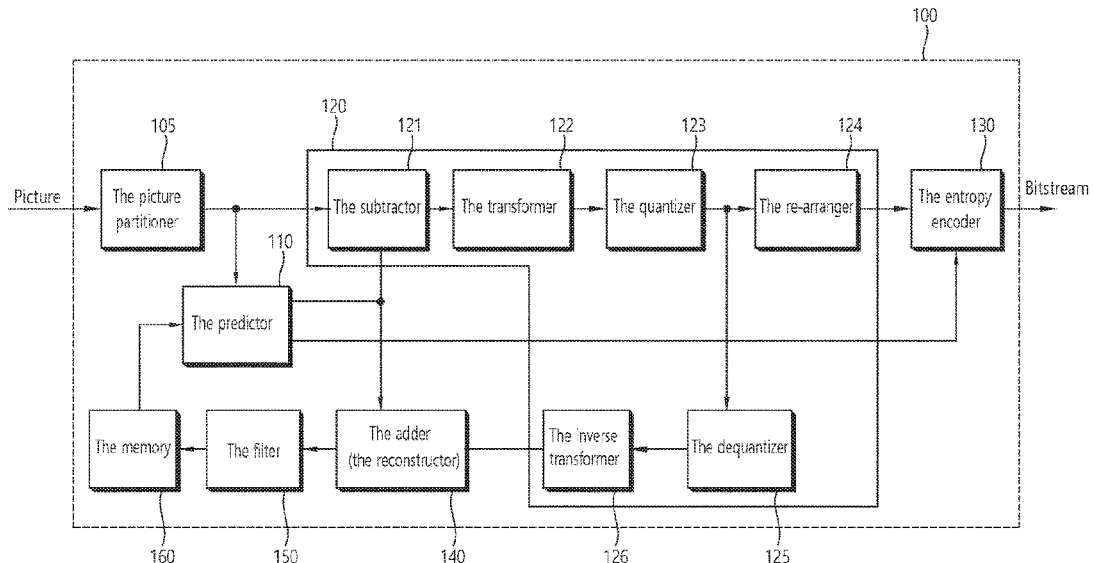 100
120
105
121
122
123
124
130
Picture
The picture
partitioner
The subtractor
The transformer
The quantizer
The re-arranger
The entropy
encoder
Bitstream
110
The predictor
The memory
The filter
The adder
(the reconstructor)
The inverse
transformer
The dequantizer
160
150
140
126
125